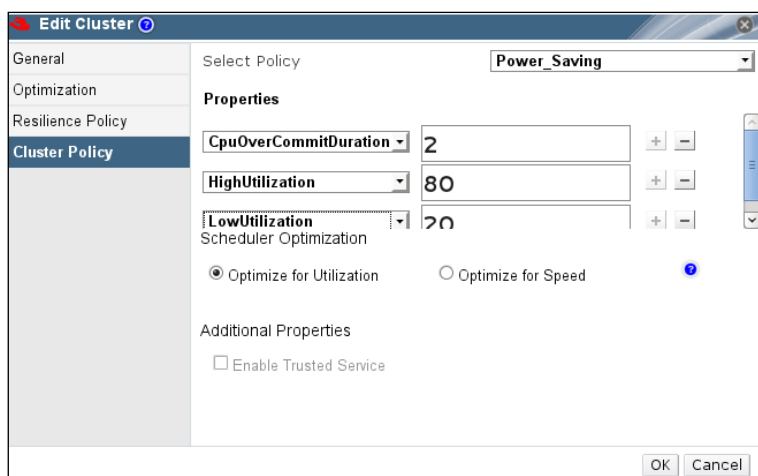 Edit Cluster ?
General
Optimization
Resilience Policy
Cluster Policy
Select Policy Power_Saving
Properties
CpuOverCommitDuration 2 + −
HighUtilization 80 + −
LowUtilization 20 + −
Scheduler Optimization
Optimize for Utilization Optimize for Speed ?
Additional Properties
Enable Trusted Service
OK Cancel